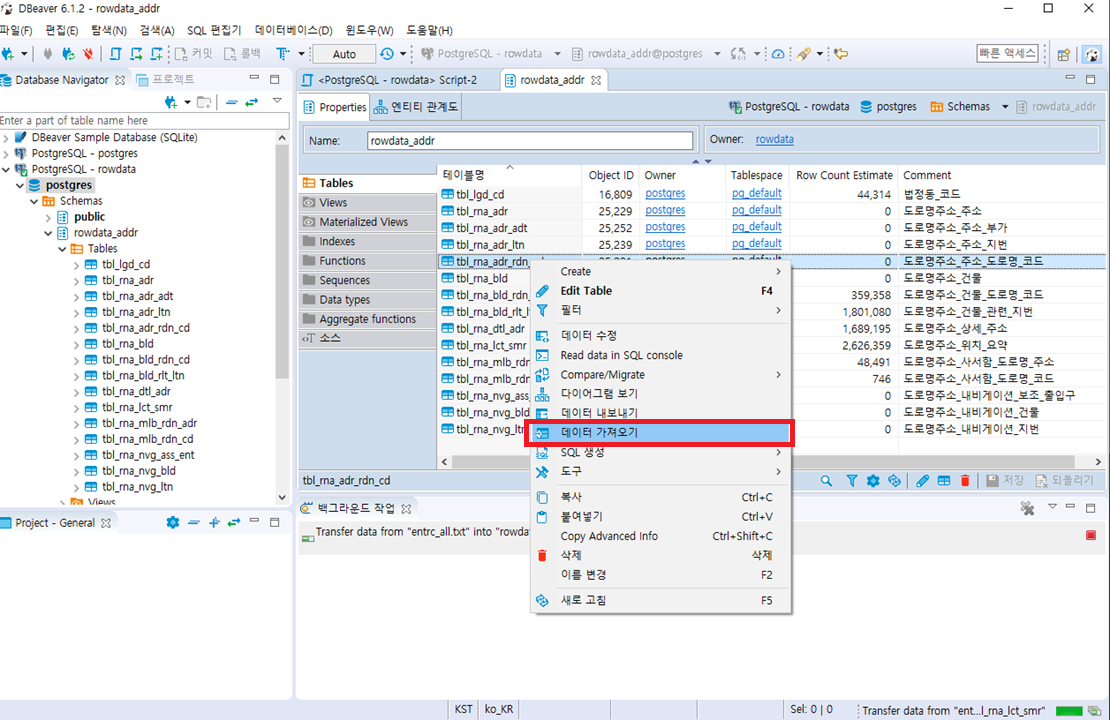 DBeaver 6.1.2 - rowdata_addr
파일(F) 편집(E) 탐색(N) 검색(A) SQL 편집기 데이터베이스(D) 윈도우(W) 도움말(H)
커밋 롤백 T Auto PostgreSQL - rowdata rowdata_addr@postgres 빠른 액세스
Database Navigator 프로젝트
<PostgreSQL - rowdata> Script-2 rowdata_addr
Enter a part of table name here
DBeaver Sample Database (SQLite)
PostgreSQL - postgres
PostgreSQL - rowdata
postgres
Schemas
public
rowdata_addr
Tables
tbl_lgd_cd
tbl_rna_adr
tbl_rna_adr_adt
tbl_rna_adr_ltn
tbl_rna_adr_rdn_cd
tbl_rna_bld
tbl_rna_bld_rdn_cd
tbl_rna_bld_rlt_ltn
tbl_rna_dtl_adr
tbl_rna_lct_smr
tbl_rna_mlb_rdn_adr
tbl_rna_mlb_rdn_cd
tbl_rna_nvg_ass_ent
tbl_rna_nvg_bld
tbl_rna_nvg_ltn
Views
Project - General
Properties 엔티티 관계도 PostgreSQL - rowdata postgres Schemas rowdata_addr
Name: rowdata_addr Owner: rowdata
Tables
Views
Materialized Views
Indexes
Functions
Sequences
Data types
Aggregate functions
소스
테이블명 Object ID Owner Tablespace Row Count Estimate Comment
tbl_lgd_cd 16,809 postgres pg_default 44,314 법정동_코드
tbl_rna_adr 25,229 postgres pg_default 0 도로명주소_주소
tbl_rna_adr_adt 25,252 postgres pg_default 0 도로명주소_주소_부가
tbl_rna_adr_ltn 25,239 postgres pg_default 0 도로명주소_주소_지번
tbl_rna_adr_rdn_ 0 도로명주소_주소_도로명_코드
tbl_rna_bld 0 도로명주소_건물
tbl_rna_bld_rdn_ 359,358 도로명주소_건물_도로명_코드
tbl_rna_bld_rlt_l 1,801,080 도로명주소_건물_관련_지번
tbl_rna_dtl_adr 1,689,195 도로명주소_상세_주소
tbl_rna_lct_smr 2,626,359 도로명주소_위치_요약
tbl_rna_mlb_rdn 48,491 도로명주소_사서함_도로명_주소
tbl_rna_mlb_rdn 746 도로명주소_사서함_도로명_코드
tbl_rna_nvg_ass 0 도로명주소_내비게이션_보조_출입구
tbl_rna_nvg_bld 0 도로명주소_내비게이션_건물
tbl_rna_nvg_ltn 0 도로명주소_내비게이션_지번
Create
Edit Table F4
필터
데이터 수정
Read data in SQL console
Compare/Migrate
다이어그램 보기
데이터 내보내기
데이터 가져오기
SQL 생성
도구
복사 Ctrl+C
붙여넣기 Ctrl+V
Copy Advanced Info Ctrl+Shift+C
삭제 삭제
이름 변경 F2
새로 고침 F5
tbl_rna_adr_rdn_cd 저장 되돌리기
백그라운드 작업
Transfer data from "entrc_all.txt" into "rowda
KST ko_KR Sel: 0 | 0 Transfer data from "ent...l_rna_lct_smr"